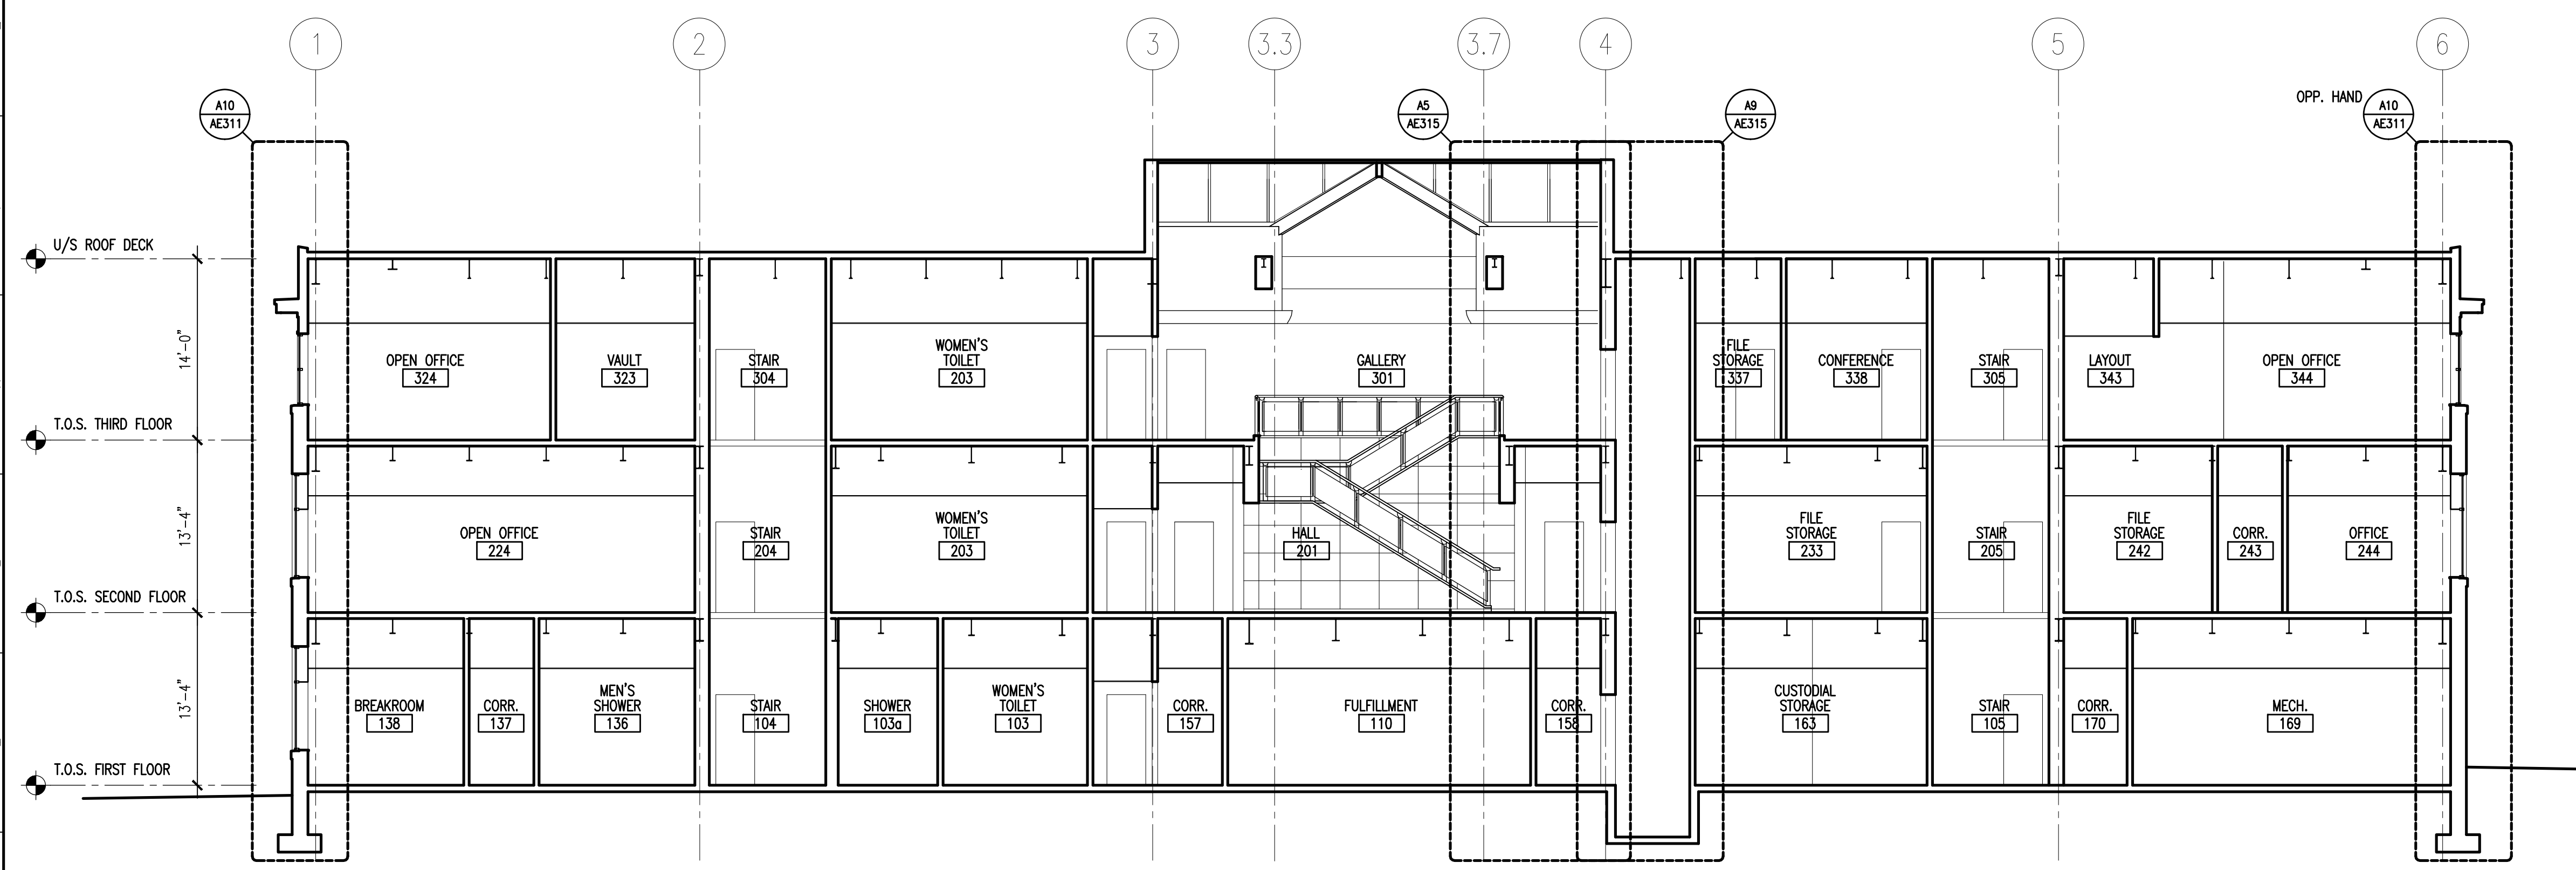 1
2
3
3.3
3.7
4
5
6
A10
AE311
A5
AE315
A9
AE315
OPP. HAND
A10
AE311
U/S ROOF DECK
14'-0"
T.O.S. THIRD FLOOR
13'-4"
T.O.S. SECOND FLOOR
13'-4"
T.O.S. FIRST FLOOR
OPEN OFFICE
324
VAULT
323
STAIR
304
WOMEN'S
TOILET
203
GALLERY
301
FILE
STORAGE
337
CONFERENCE
338
STAIR
305
LAYOUT
343
OPEN OFFICE
344
OPEN OFFICE
224
STAIR
204
WOMEN'S
TOILET
203
HALL
201
FILE
STORAGE
233
STAIR
205
FILE
STORAGE
242
CORR.
243
OFFICE
244
BREAKROOM
138
CORR.
137
MEN'S
SHOWER
136
STAIR
104
SHOWER
103a
WOMEN'S
TOILET
103
CORR.
157
FULFILLMENT
110
CORR.
158
CUSTODIAL
STORAGE
163
STAIR
105
CORR.
170
MECH.
169